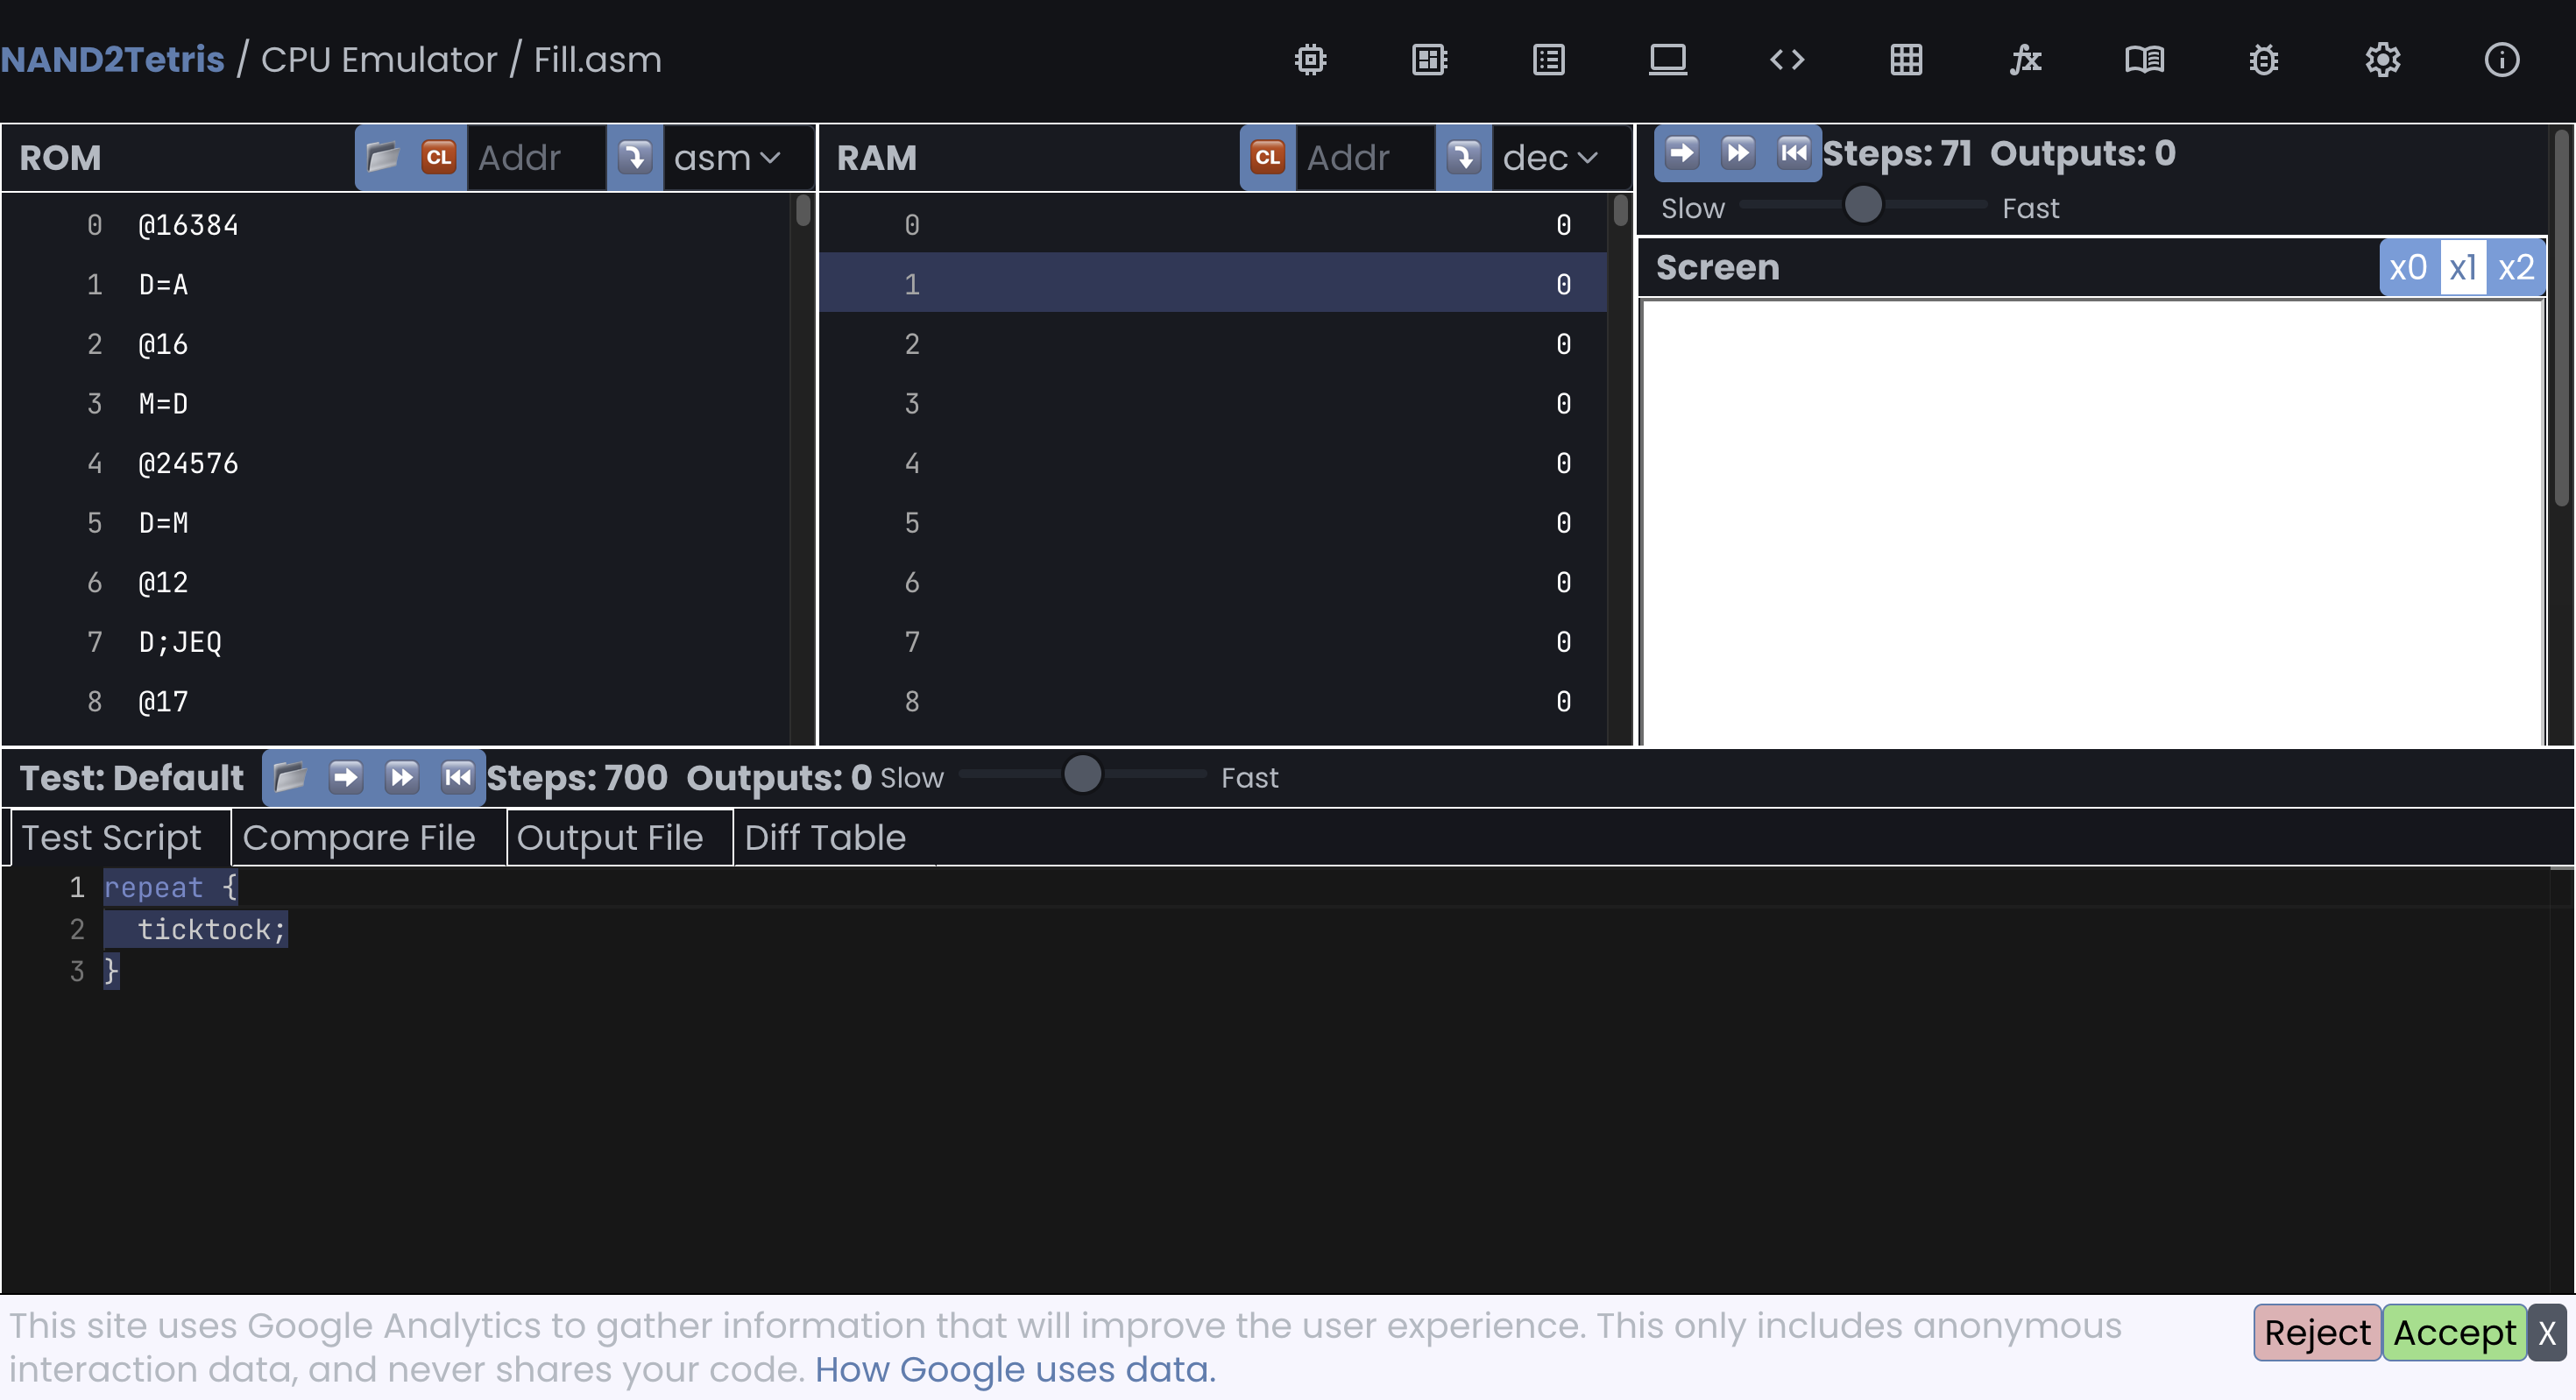 NAND2Tetris / CPU Emulator / Fill.asm
ROM CL Addr asm
0 @16384
1 D=A
2 @16
3 M=D
4 @24576
5 D=M
6 @12
7 D;JEQ
8 @17
RAM CL Addr dec
0 0
1 0
2 0
3 0
4 0
5 0
6 0
7 0
8 0
Steps: 71 Outputs: 0
Slow Fast
Screen x0 x1 x2
Test: Default Steps: 700 Outputs: 0 Slow Fast
Test Script Compare File Output File Diff Table
1 repeat {
2 ticktock;
3 }
This site uses Google Analytics to gather information that will improve the user experience. This only includes anonymous
interaction data, and never shares your code. How Google uses data.
Reject Accept X